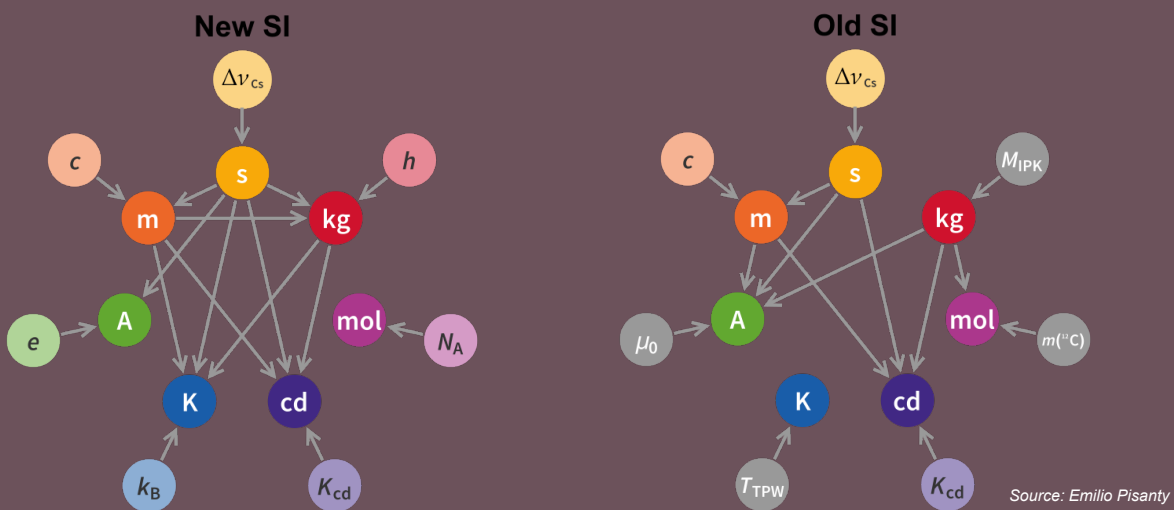 New SI
Old SI
Δν Cs
Δν Cs
c
s
h
c
s
M IPK
m
kg
m
kg
e
A
mol
N A
μ 0
A
mol
m(¹²C)
K
cd
K
cd
k B
K cd
T TPW
K cd
Source: Emilio Pisanty